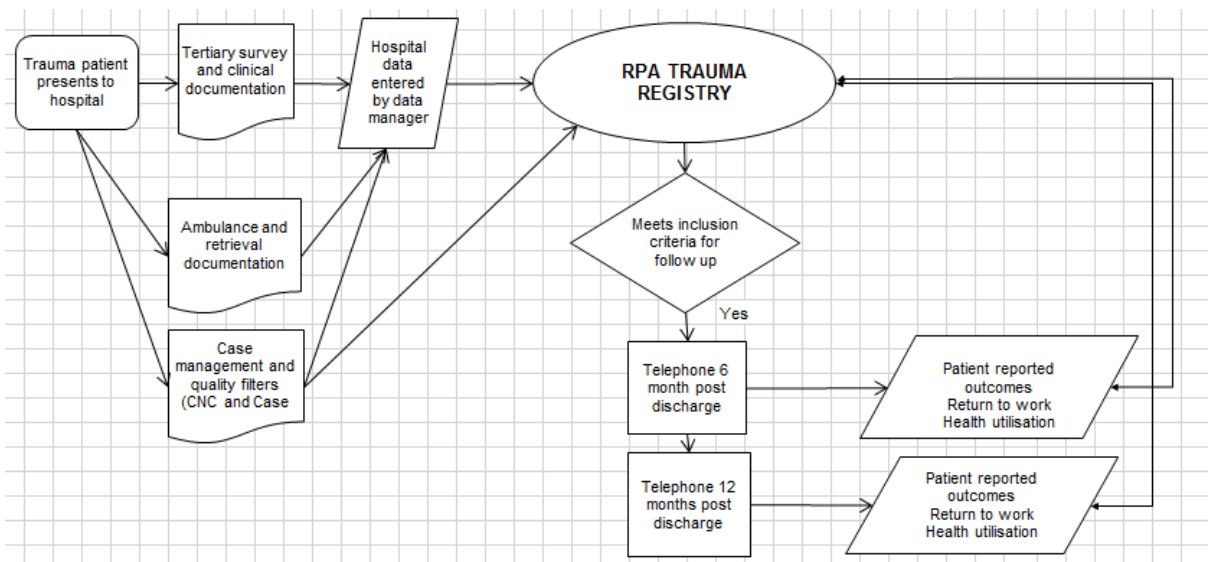 Trauma patient
presents to
hospital
Tertiary survey
and clinical
documentation
Hospital
data
entered
by data
manager
RPA TRAUMA
REGISTRY
Ambulance and
retrieval
documentation
Meets inclusion
criteria for
follow up
Yes
Case
management and
quality filters
(CNC and Case
Telephone 6
month post
discharge
Patient reported
outcomes
Return to work
Health utilisation
Telephone 12
months post
discharge
Patient reported
outcomes
Return to work
Health utilisation